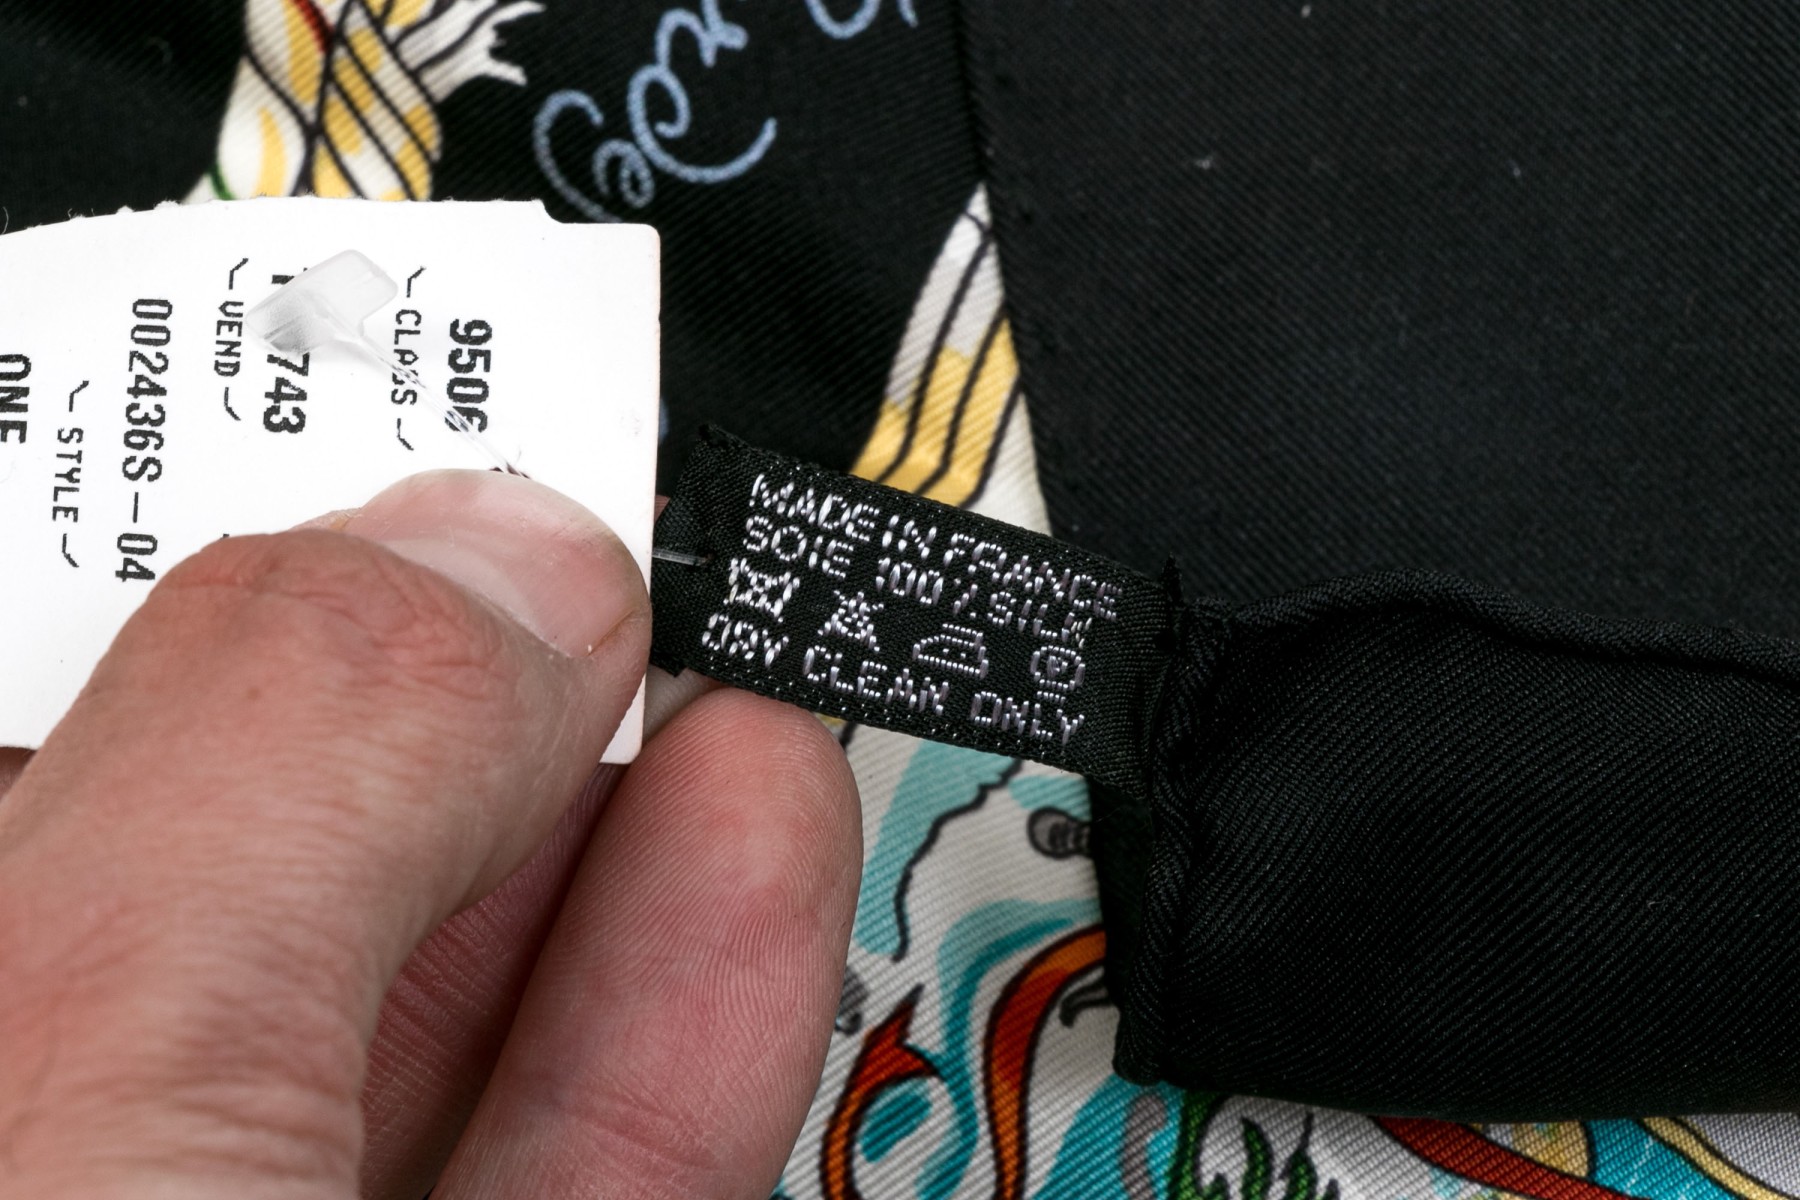 950
CLASS
743
VEND
002436S-04
STYLE
ONE
MADE IN FRANCE
SOIE 100% SILK
P
DRY CLEAN ONLY